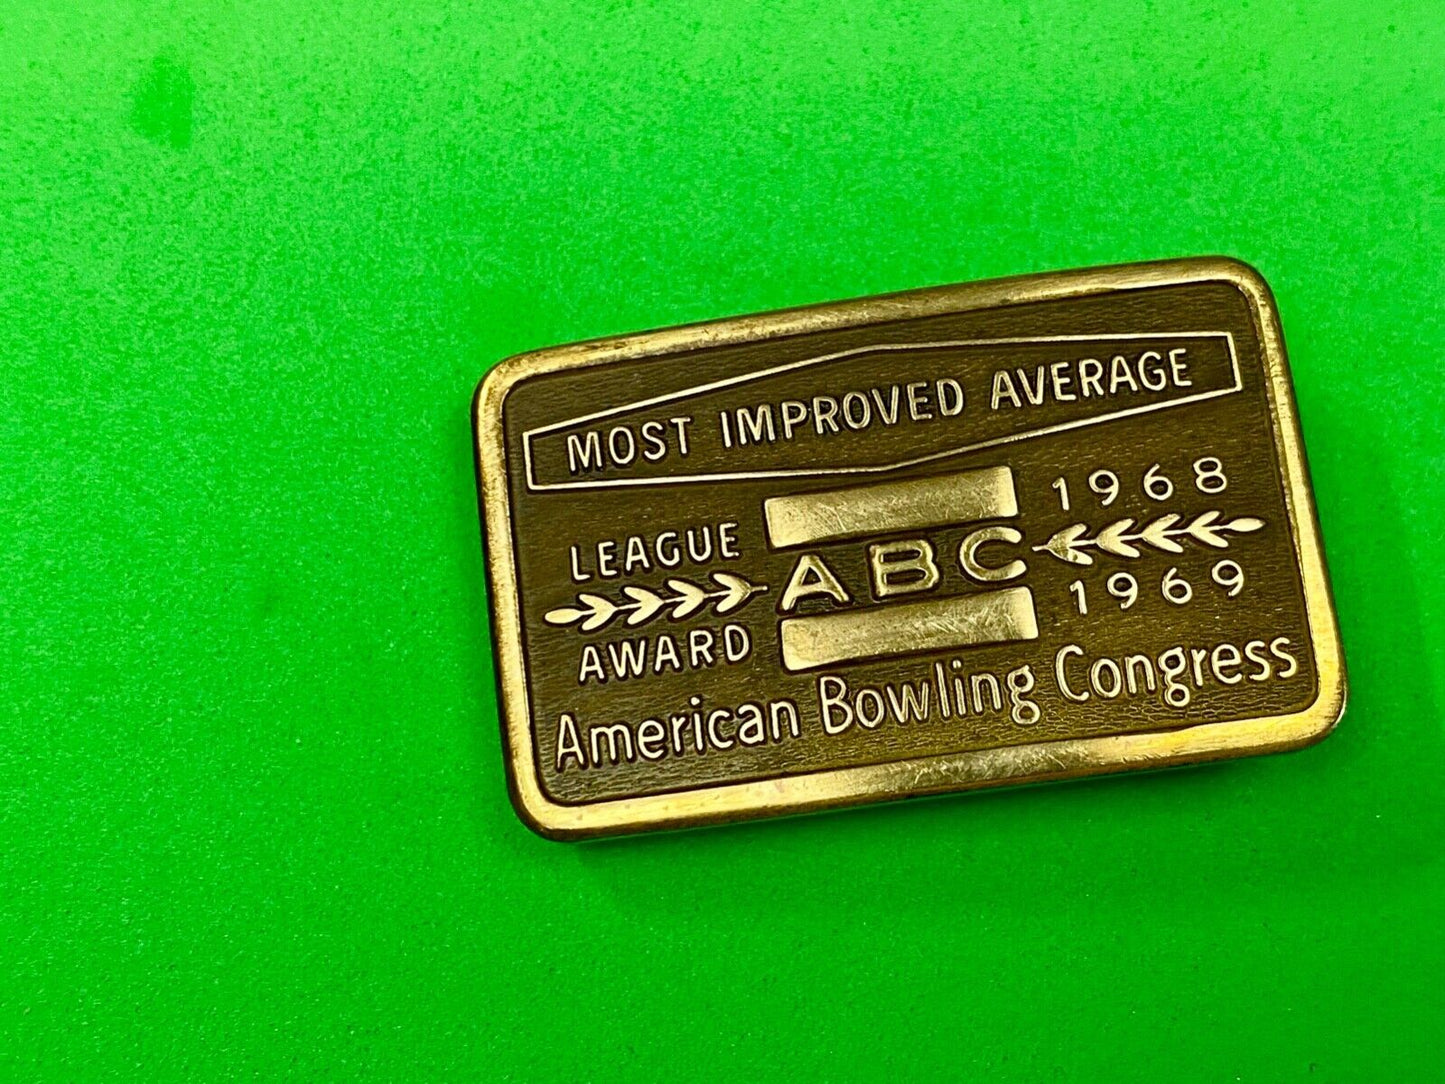 MOST IMPROVED AVERAGE
LEAGUE
AWARD
ABC
1968
1969
American Bowling Congress